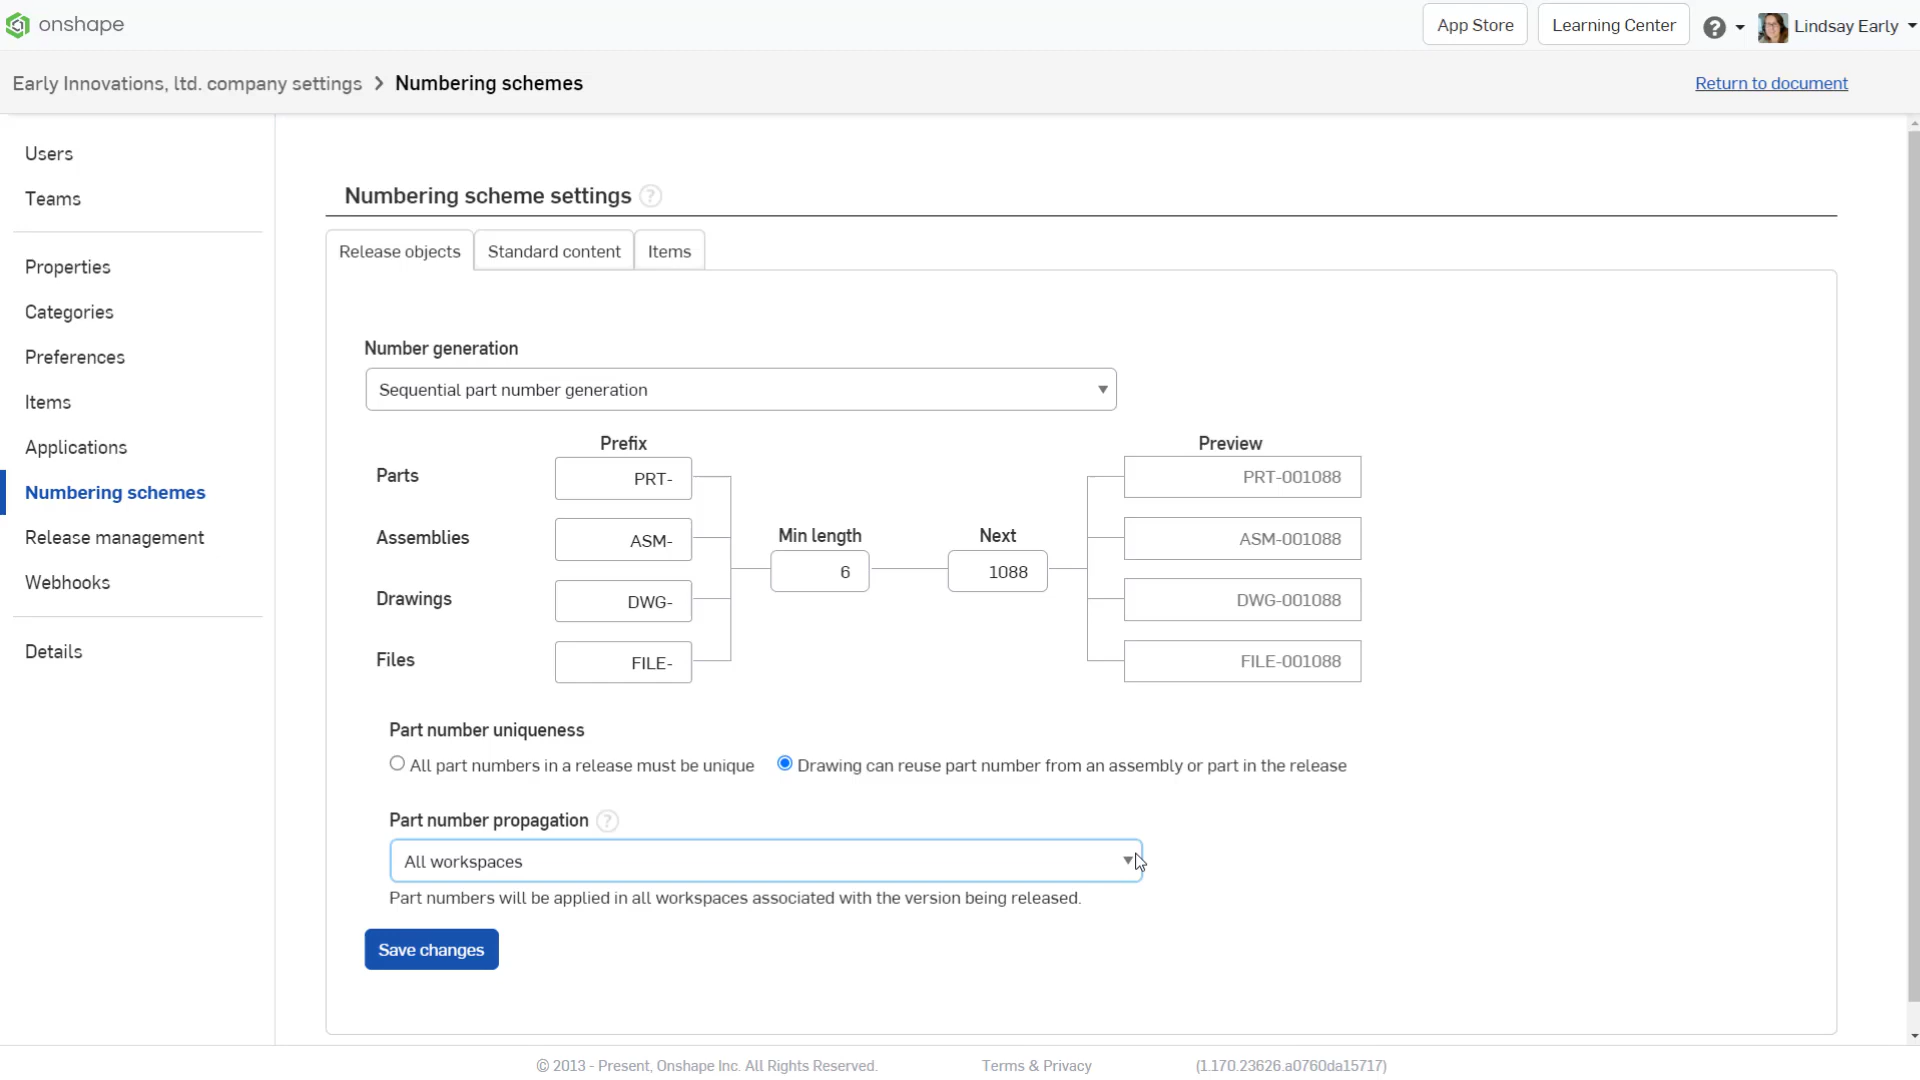 onshape
App Store
Learning Center
Lindsay Early
Early Innovations, ltd. company settings > Numbering schemes
Return to document
Users
Teams
Properties
Categories
Preferences
Items
Applications
Numbering schemes
Release management
Webhooks
Details
Numbering scheme settings ?
Release objects
Standard content
Items
Number generation
Sequential part number generation
Prefix
Preview
Parts
PRT-
PRT-001088
Assemblies
ASM-
Min length
6
Next
1088
ASM-001088
Drawings
DWG-
DWG-001088
Files
FILE-
FILE-001088
Part number uniqueness
All part numbers in a release must be unique
Drawing can reuse part number from an assembly or part in the release
Part number propagation ?
All workspaces
Part numbers will be applied in all workspaces associated with the version being released.
Save changes
© 2013 - Present, Onshape Inc. All Rights Reserved.
Terms & Privacy
(1.170.23626.a0760da15717)